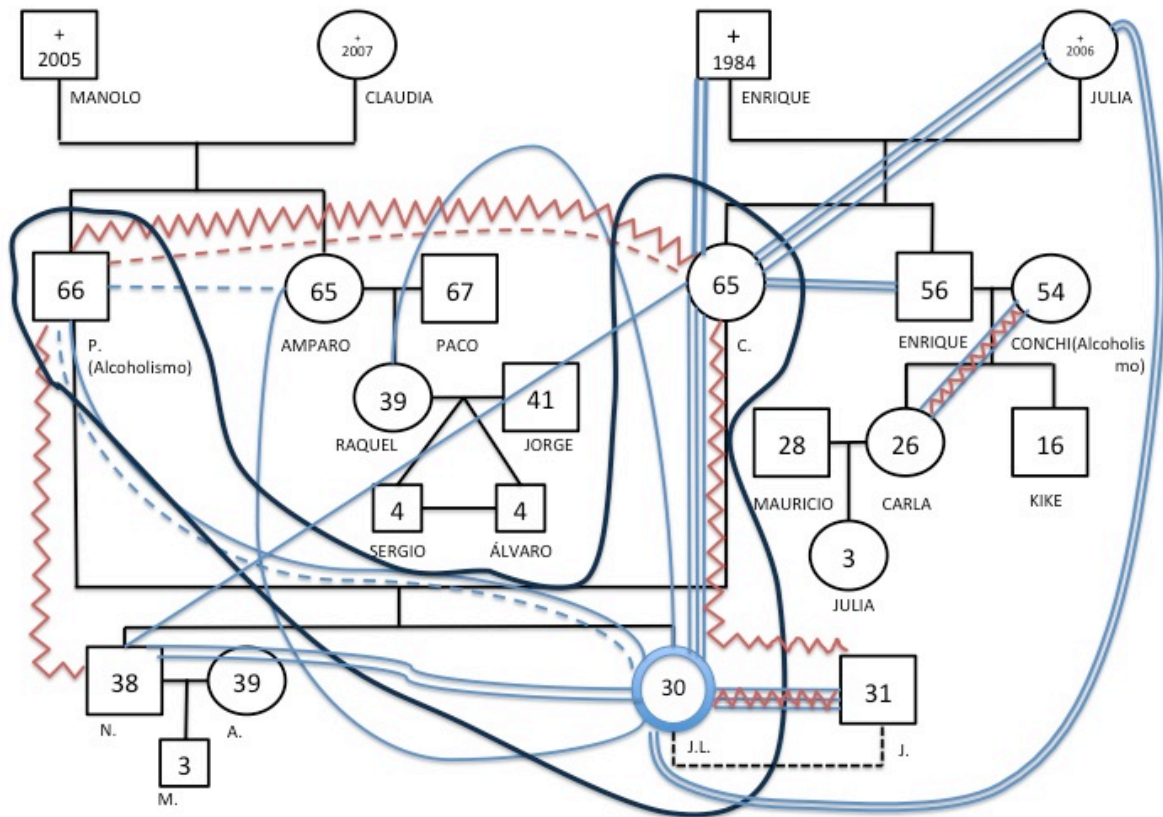 +
2005
MANOLO
+
2007
CLAUDIA
+
1984
ENRIQUE
+
2006
JULIA
66
P.
(Alcoholismo)
65
AMPARO
67
PACO
65
C.
56
ENRIQUE
54
CONCHI(Alcoholis
mo)
39
RAQUEL
41
JORGE
28
MAURICIO
26
CARLA
16
KIKE
4
SERGIO
4
ÁLVARO
3
JULIA
38
N.
39
A.
30
J.L.
31
J.
3
M.